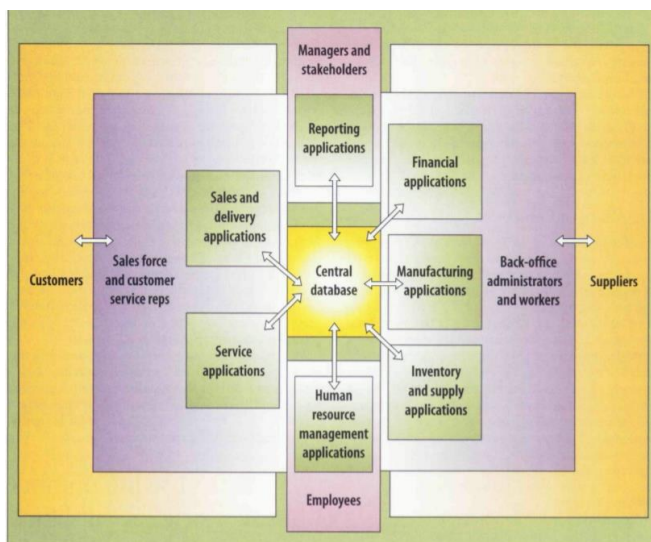 Managers and
stakeholders
Reporting
applications
Financial
applications
Sales and
delivery
applications
Customers
Sales force
and customer
service reps
Central
database
Manufacturing
applications
Back-office
administrators
and workers
Suppliers
Service
applications
Inventory
and supply
applications
Human
resource
management
applications
Employees